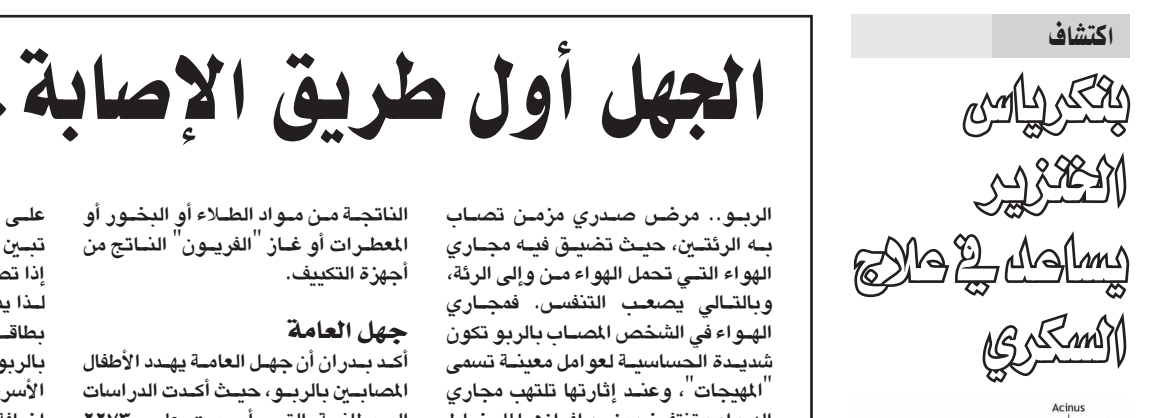 اكتشاف
بنكرياس
الخنزير
يساعد في علاج
السكري
Acinus
الجهل أول طريق الإصابة
الربو.. مرض صدري مزمن تصاب
به الرئتين، حيث تضيق فيه مجاري
الهواء التي تحمل الهواء من وإلى الرئة،
وبالتالي يصعب التنفس. فمجاري
الهواء في الشخص المصاب بالربو تكون
شديدة الحساسية لعوامل معينة تسمى
"المهيجات"، وعند إثارتها تلتهب مجاري
الناتجة من مواد الطلاء أو البخور أو
المعطرات أو غاز "الفريون" الناتج من
أجهزة التكييف.
جهل العامة
أكد بدران أن جهل العامة يهدد الأطفال
المصابين بالربو، حيث أكدت الدراسات
على
تبين
إذا
لذا
بالربو